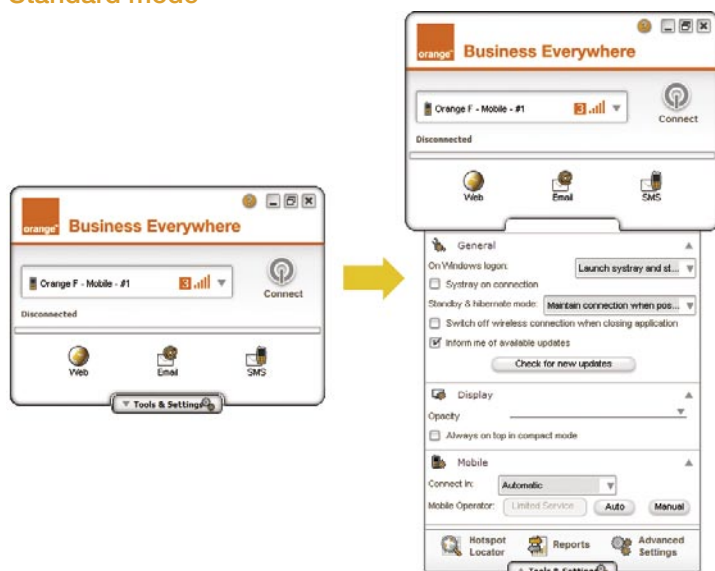 Standard mode
orange™
Business Everywhere
Orange F - Mobile - #1
3
Connect
Disconnected
Web
Email
SMS
Tools & Settings
orange™
Business Everywhere
Orange F - Mobile - #1
3
Connect
Disconnected
Web
Email
SMS
General
On Windows logon:
Launch systray and st...
Systray on connection
Standby & hibernate mode:
Maintain connection when pos...
Switch off wireless connection when closing application
Inform me of available updates
Check for new updates
Display
Opacity
Always on top in compact mode
Mobile
Connect in:
Automatic
Mobile Operator:
Limited Service
Auto
Manual
Hotspot Locator
Reports
Advanced Settings
Tools & Settings